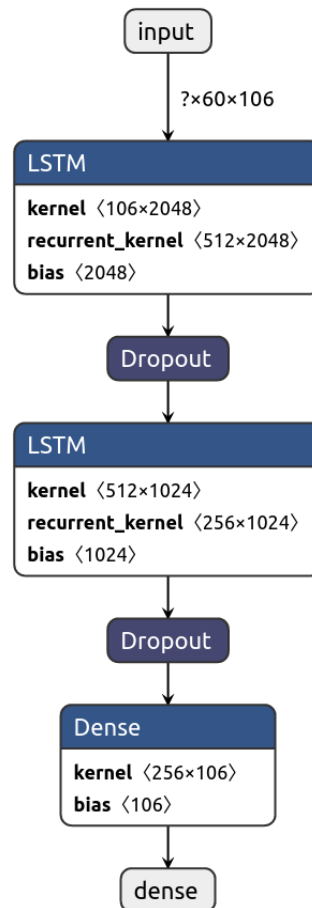 input
?×60×106
LSTM
kernel 〈106×2048〉
recurrent_kernel 〈512×2048〉
bias 〈2048〉
Dropout
LSTM
kernel 〈512×1024〉
recurrent_kernel 〈256×1024〉
bias 〈1024〉
Dropout
Dense
kernel 〈256×106〉
bias 〈106〉
dense